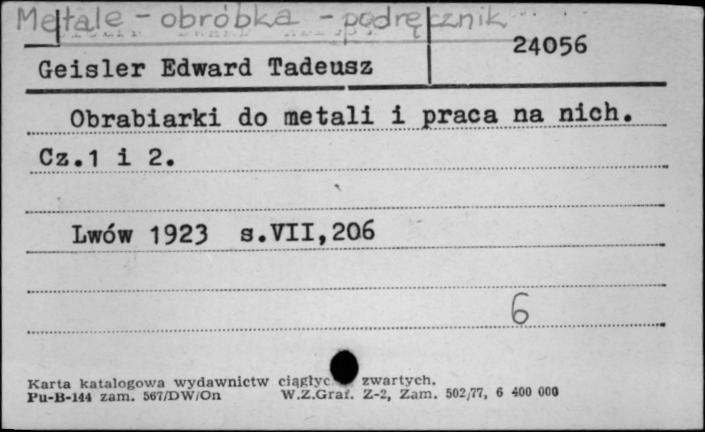 Metale - obróbka - podręcznik
24056
Geisler Edward Tadeusz
Obrabiarki do metali i praca na nich.
Cz.1 i 2.
Lwów 1923 s.VII,206
6
Karta katalogowa wydawnictw ciągłyc zwartych.
Pu-B-144 zam. 567/DW/On W.Z.Graf. Z-2, Zam. 502/77, 6 400 000